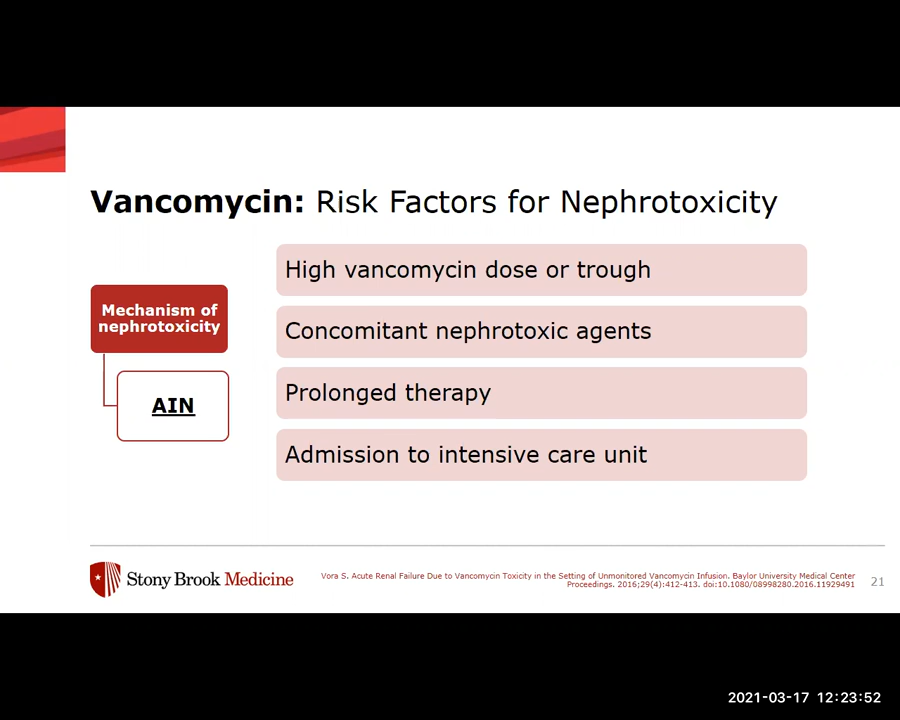 Vancomycin: Risk Factors for Nephrotoxicity
Mechanism of
nephrotoxicity
AIN
High vancomycin dose or trough
Concomitant nephrotoxic agents
Prolonged therapy
Admission to intensive care unit
Stony Brook Medicine
Vora S. Acute Renal Failure Due to Vancomycin Toxicity in the Setting of Unmonitored Vancomycin Infusion. Baylor University Medical Center
Proceedings. 2016;29(4):412-413. doi:10.1080/08998280.2016.11929491
21
2021-03-17 12:23:52